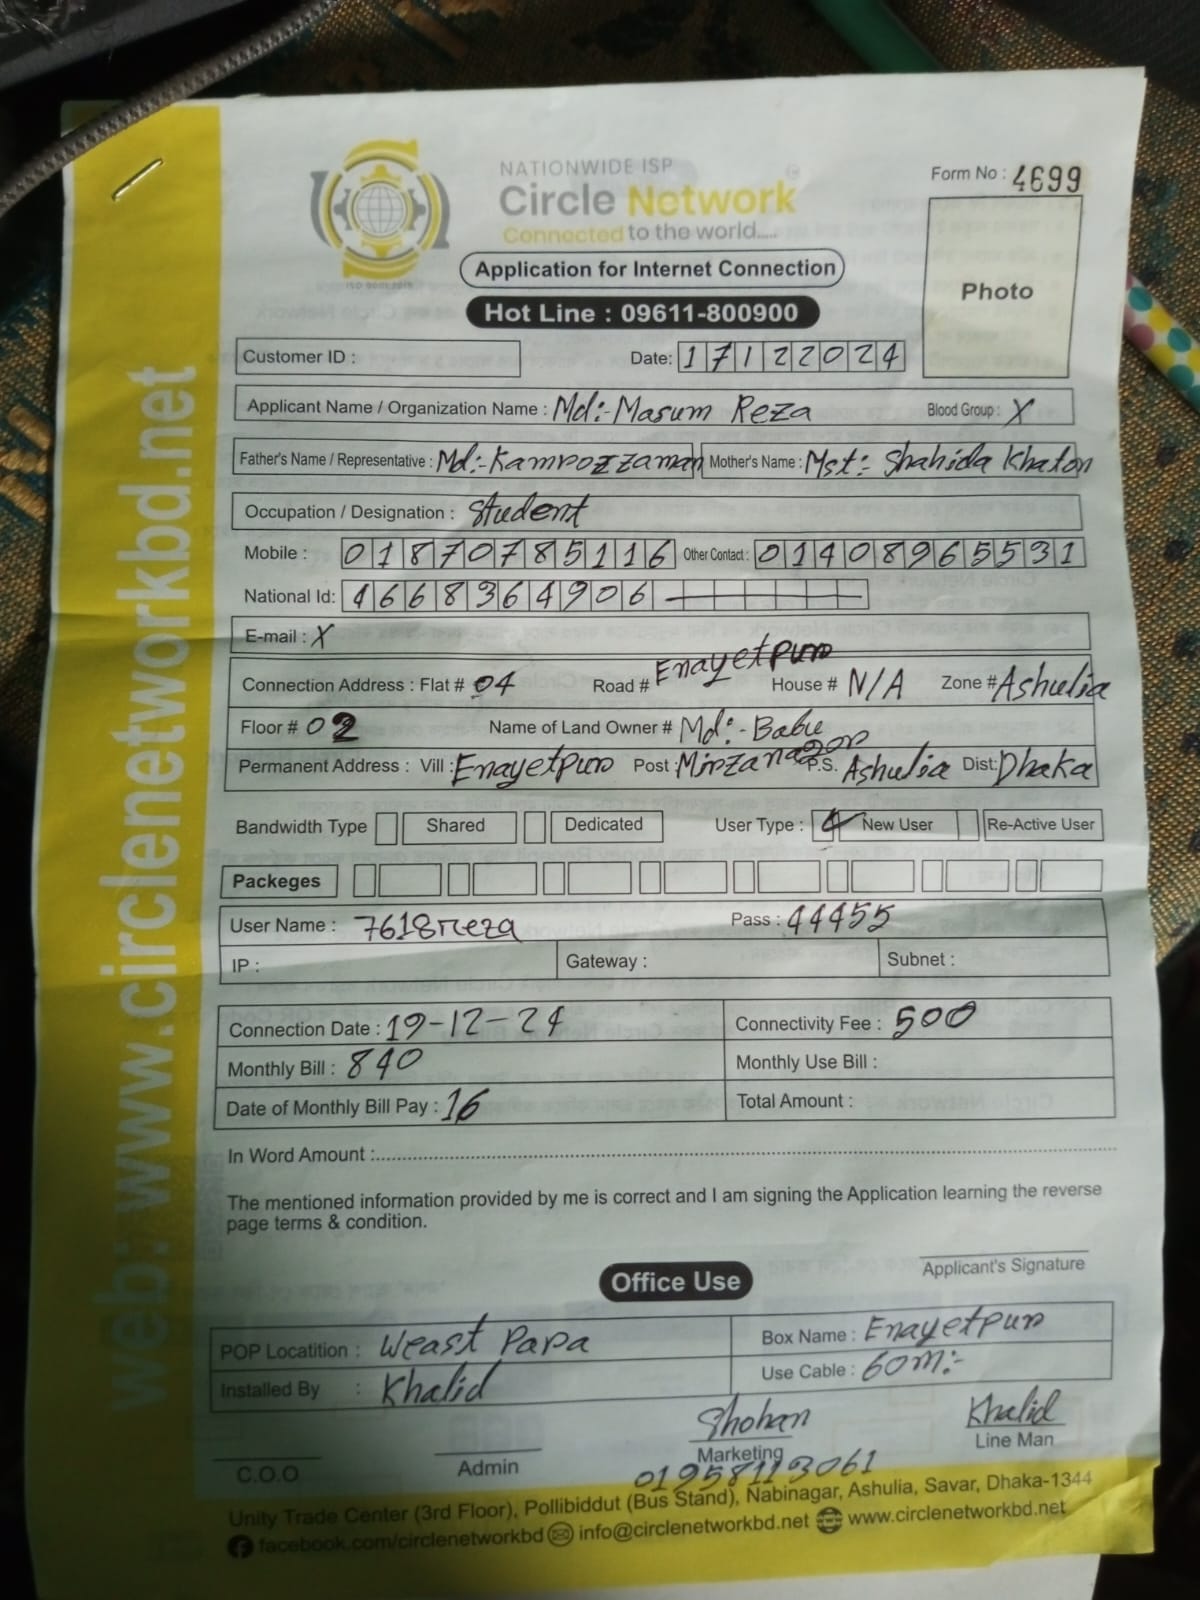 NATIONWIDE ISP
Circle Network
Connected to the world.....
ISO 9001:2015
Form No : 4699
Photo
Application for Internet Connection
Hot Line : 09611-800900
Customer ID : Date: 17122024
Applicant Name / Organization Name : Md:-Masum Reza Blood Group : X
Father's Name / Representative : Md:-Kamrozzaman Mother's Name : Mst:- Shahida Khaton
Occupation / Designation : Student
Mobile : 01870785116 Other Contact : 01408965531
National Id: 4668364906
E-mail : X
Connection Address : Flat # 04 Road # Enayetpur House # N/A Zone # Ashulia
Floor # 02 Name of Land Owner # Md:-Babu
Permanent Address : Vill : Enayetpur Post : Mirzanagor P.S. Ashulia Dist: Dhaka
Bandwidth Type Shared Dedicated User Type : New User Re-Active User
Packeges
User Name : 7618reza Pass : 44455
IP : Gateway : Subnet :
Connection Date : 19-12-24 Connectivity Fee : 500
Monthly Bill : 840 Monthly Use Bill :
Date of Monthly Bill Pay : 16 Total Amount :
In Word Amount :
The mentioned information provided by me is correct and I am signing the Application learning the reverse
page terms & condition.
Applicant's Signature
Office Use
POP Locatition : Weast Para Box Name : Enayetpur
Installed By : Khalid Use Cable : 60m:-
Shohan Khalid
C.O.O Admin Marketing Line Man
01958113061
Unity Trade Center (3rd Floor), Pollibiddut (Bus Stand), Nabinagar, Ashulia, Savar, Dhaka-1344
facebook.com/circlenetworkbd info@circlenetworkbd.net www.circlenetworkbd.net
web: www.circlenetworkbd.net